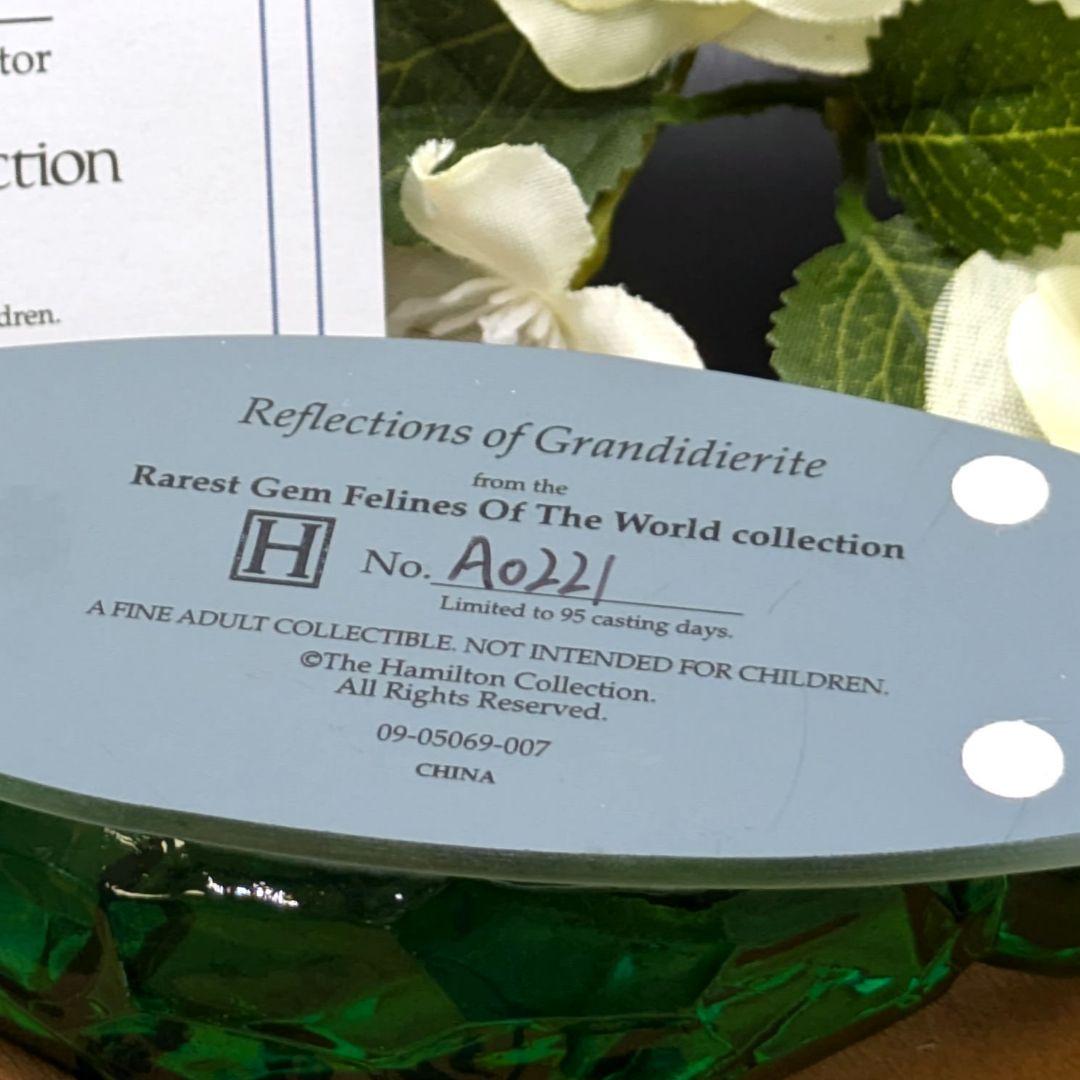 tor
ction
dren.
Reflections of Grandidierite
from the
Rarest Gem Felines Of The World collection
H No. A0221
Limited to 95 casting days.
A FINE ADULT COLLECTIBLE. NOT INTENDED FOR CHILDREN.
©The Hamilton Collection.
All Rights Reserved.
09-05069-007
CHINA